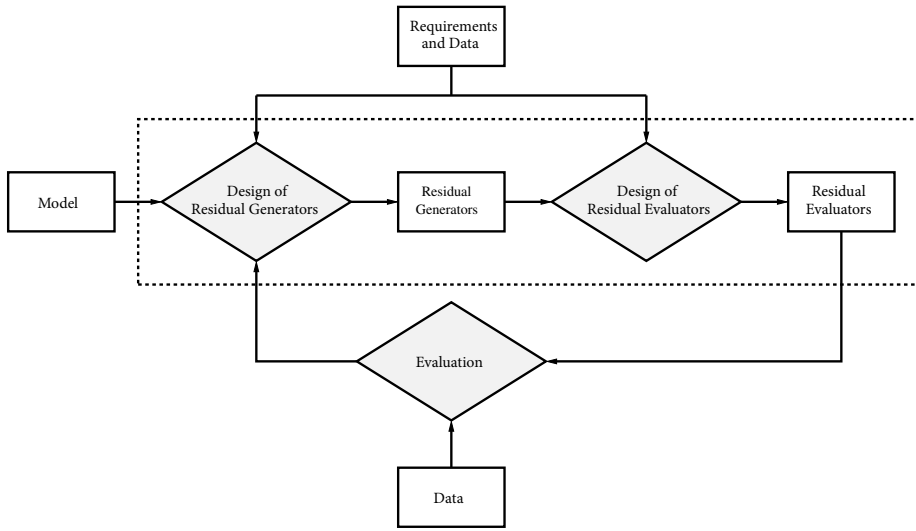 Requirements
and Data
Model
Design of
Residual Generators
Residual
Generators
Design of
Residual Evaluators
Residual
Evaluators
Evaluation
Data